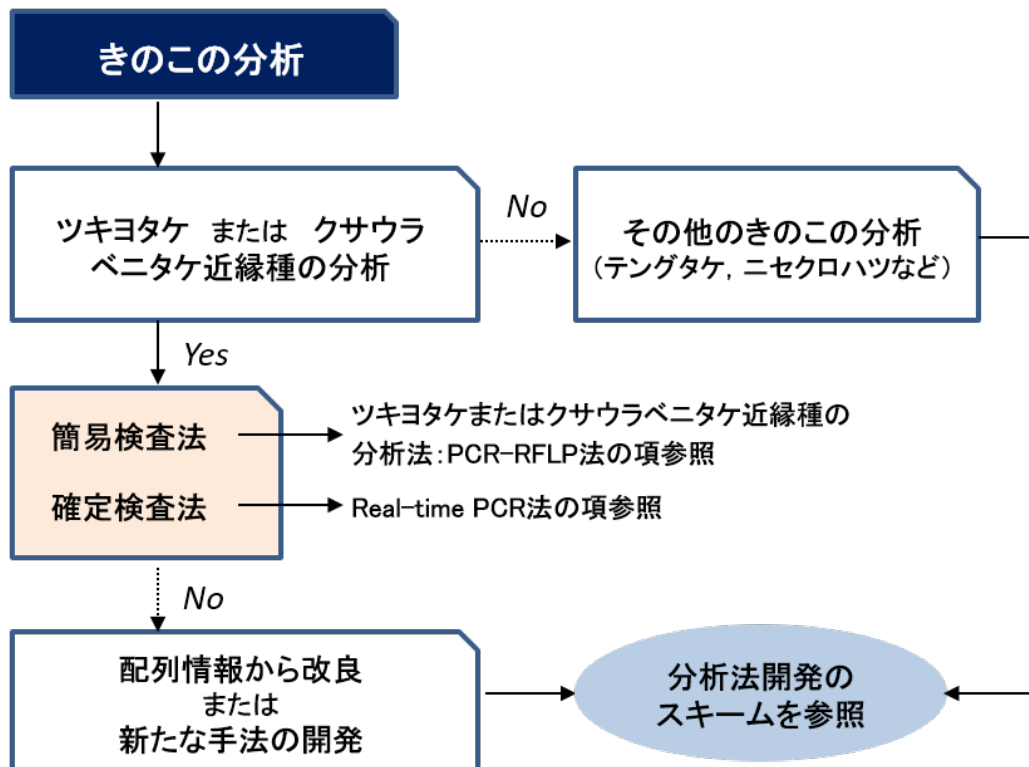 きのこの分析
ツキヨタケ または クサウラ
ベニタケ近縁種の分析
No
その他のきのこの分析
(テングタケ, ニセクロハツなど)
Yes
簡易検査法
ツキヨタケまたはクサウラベニタケ近縁種の
分析法:PCR-RFLP法の項参照
確定検査法
Real-time PCR法の項参照
No
配列情報から改良
または
新たな手法の開発
分析法開発の
スキームを参照